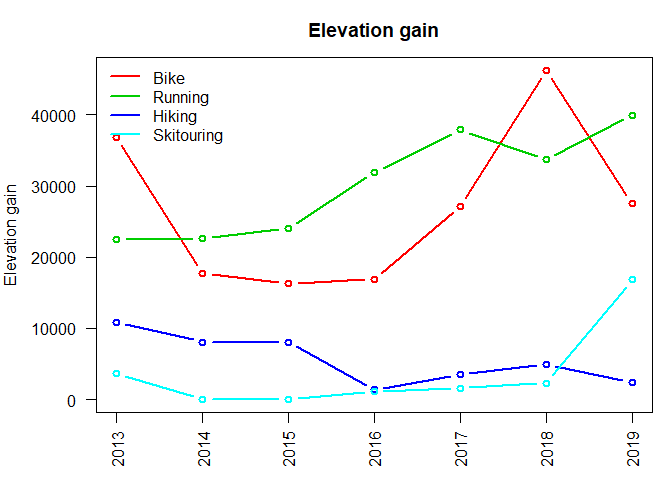 Elevation gain
Bike
Running
Hiking
Skitouring
Elevation gain
40000
30000
20000
10000
0
2013
2014
2015
2016
2017
2018
2019